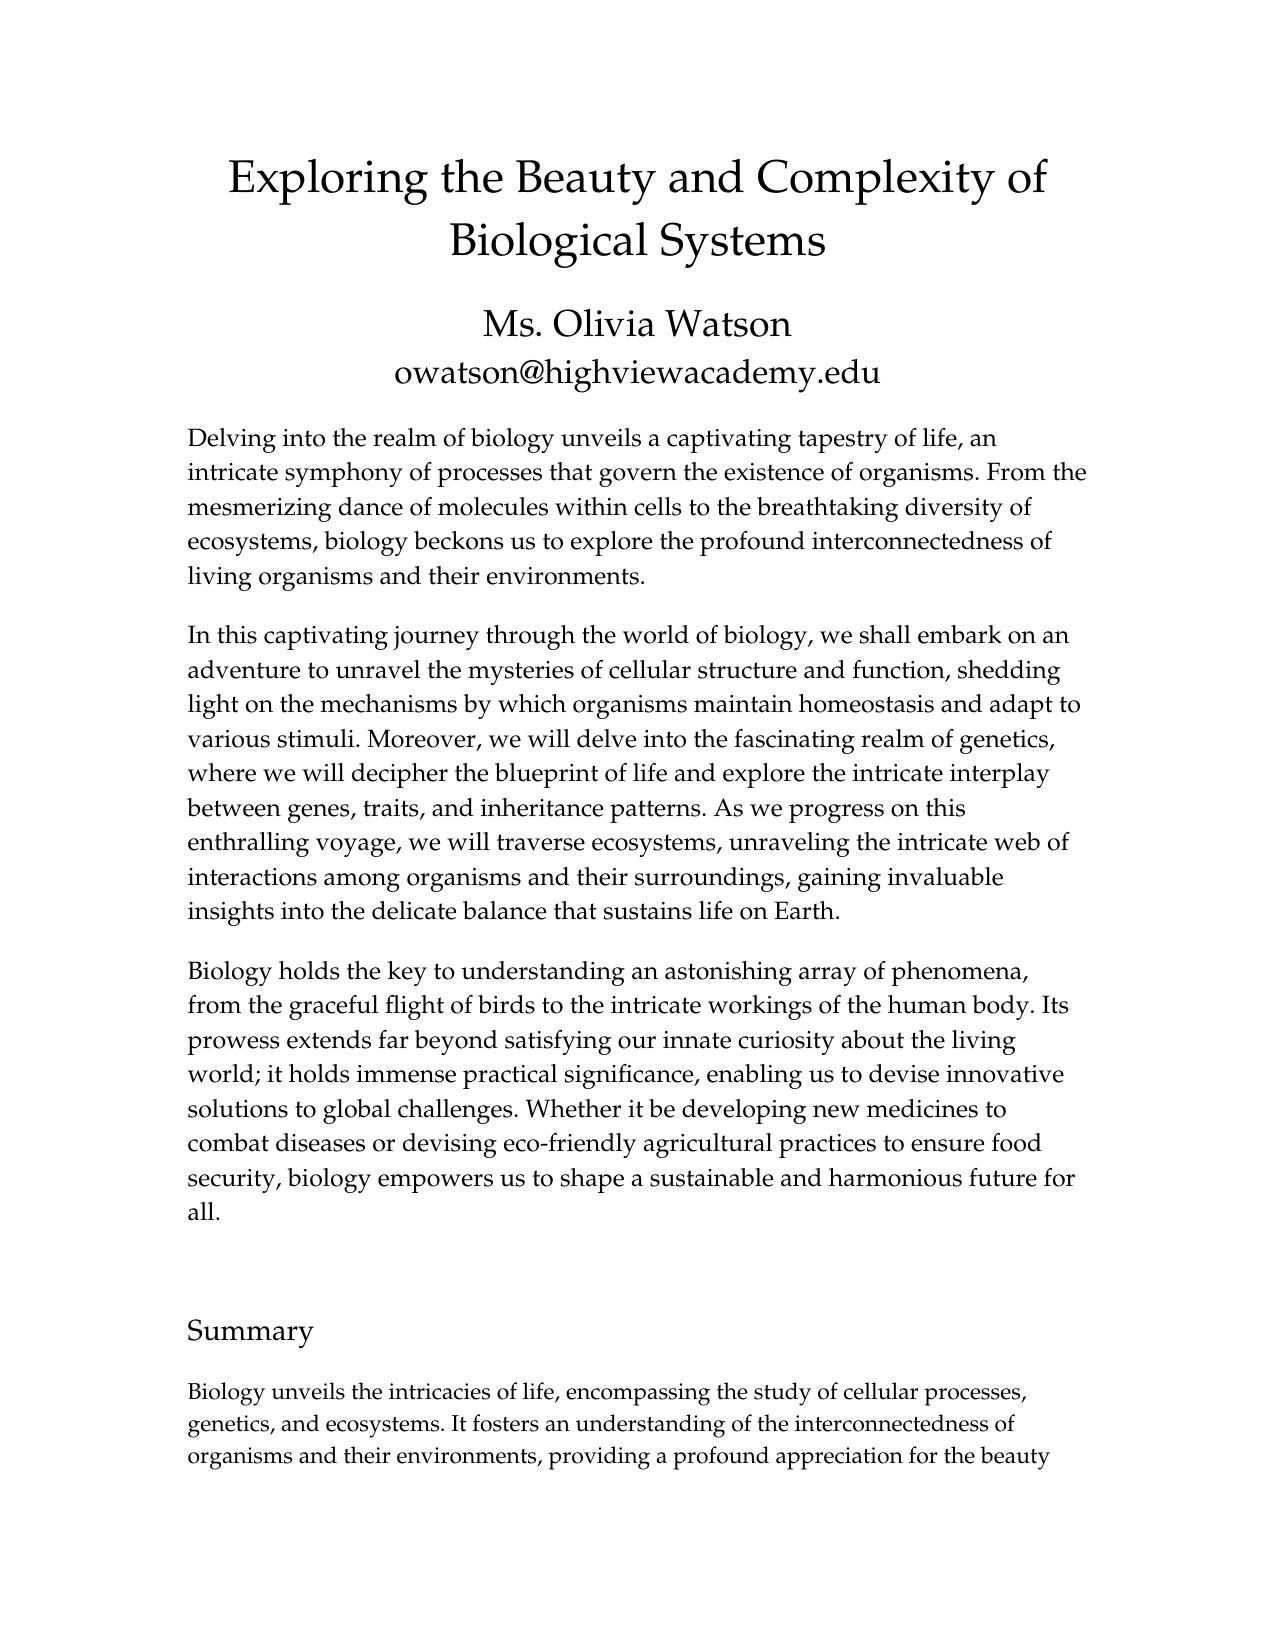 Exploring the Beauty and Complexity of
Biological Systems
Ms. Olivia Watson
owatson@highviewacademy.edu
Delving into the realm of biology unveils a captivating tapestry of life, an
intricate symphony of processes that govern the existence of organisms. From the
mesmerizing dance of molecules within cells to the breathtaking diversity of
ecosystems, biology beckons us to explore the profound interconnectedness of
living organisms and their environments.
In this captivating journey through the world of biology, we shall embark on an
adventure to unravel the mysteries of cellular structure and function, shedding
light on the mechanisms by which organisms maintain homeostasis and adapt to
various stimuli. Moreover, we will delve into the fascinating realm of genetics,
where we will decipher the blueprint of life and explore the intricate interplay
between genes, traits, and inheritance patterns. As we progress on this
enthralling voyage, we will traverse ecosystems, unraveling the intricate web of
interactions among organisms and their surroundings, gaining invaluable
insights into the delicate balance that sustains life on Earth.
Biology holds the key to understanding an astonishing array of phenomena,
from the graceful flight of birds to the intricate workings of the human body. Its
prowess extends far beyond satisfying our innate curiosity about the living
world; it holds immense practical significance, enabling us to devise innovative
solutions to global challenges. Whether it be developing new medicines to
combat diseases or devising eco-friendly agricultural practices to ensure food
security, biology empowers us to shape a sustainable and harmonious future for
all.
Summary
Biology unveils the intricacies of life, encompassing the study of cellular processes,
genetics, and ecosystems. It fosters an understanding of the interconnectedness of
organisms and their environments, providing a profound appreciation for the beauty